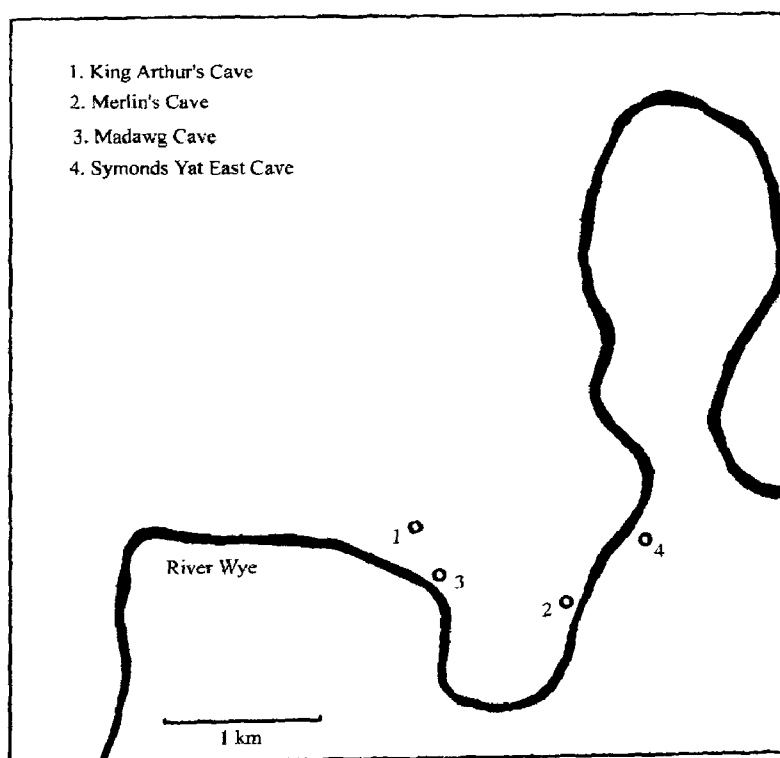 1. King Arthur's Cave
2. Merlin's Cave
3. Madawg Cave
4. Symonds Yat East Cave
1
4
River Wye
3
2
1 km